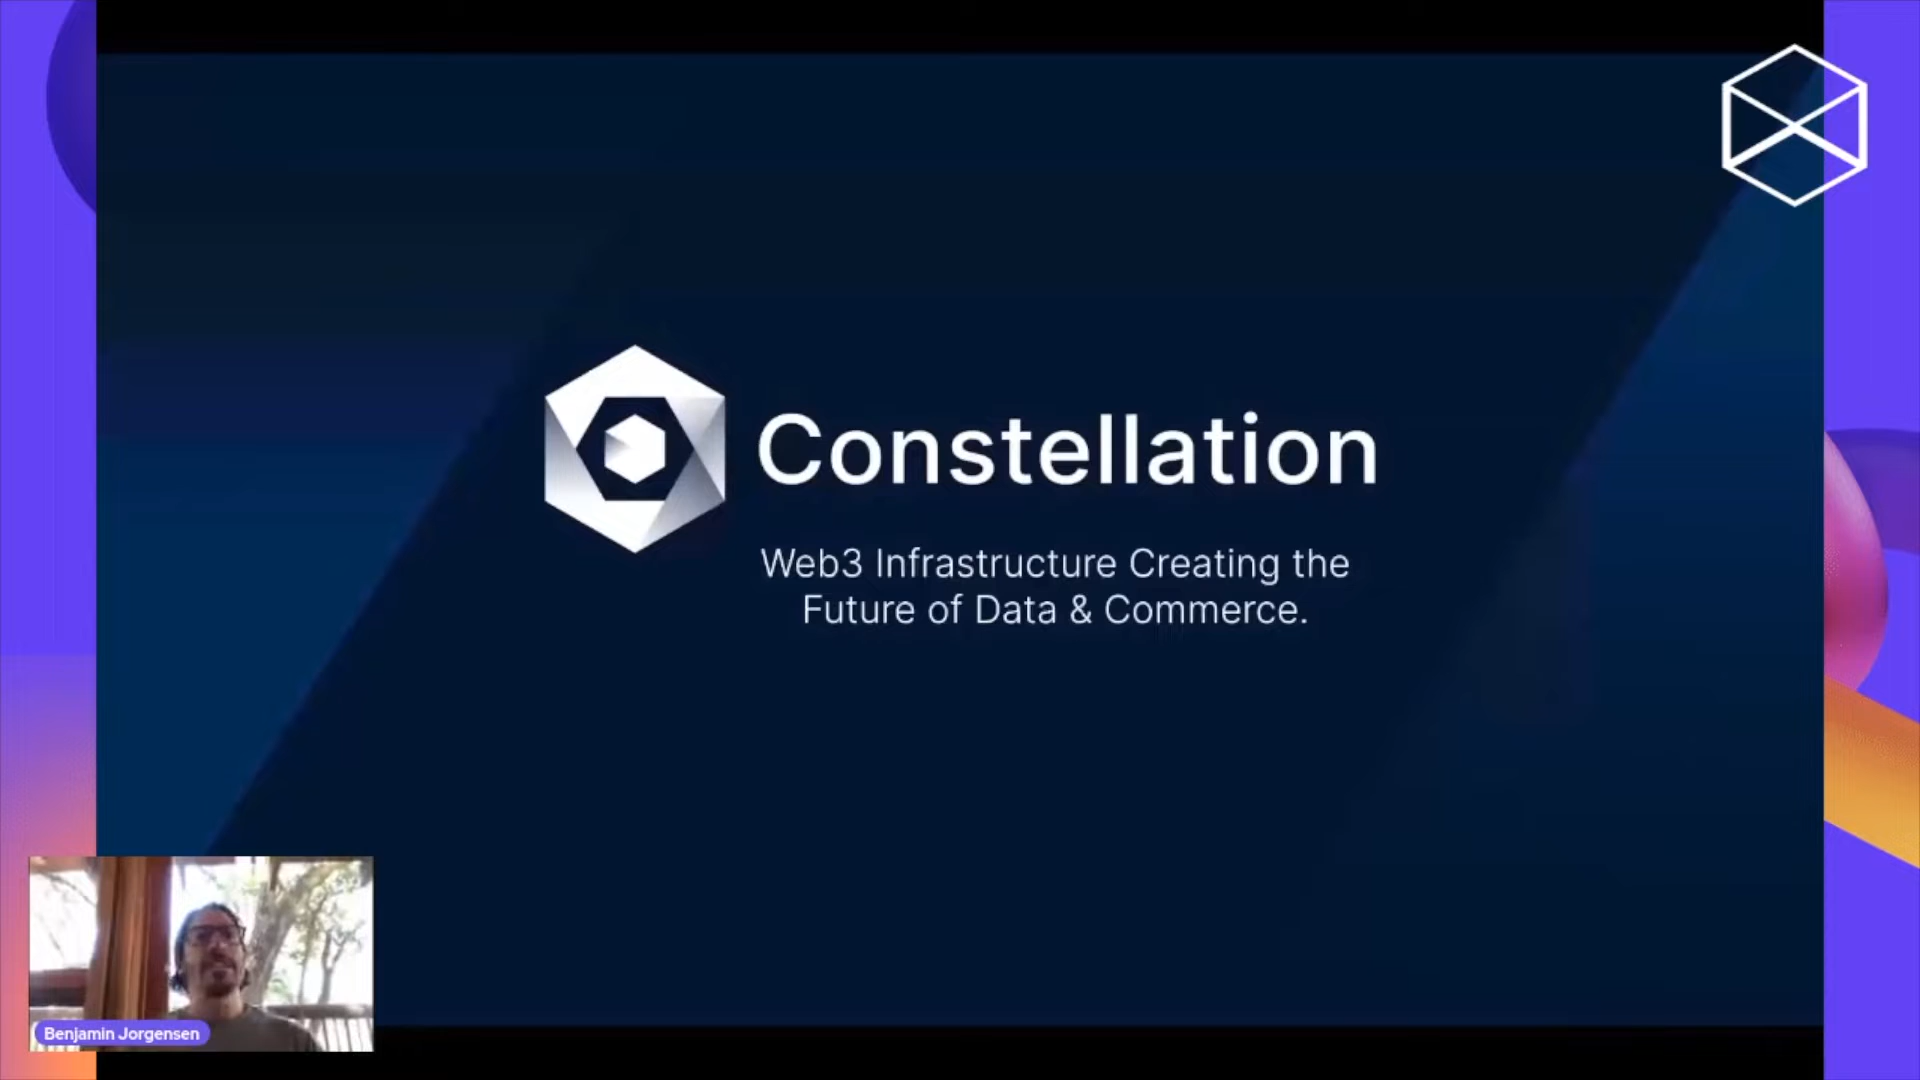 Constellation
Web3 Infrastructure Creating the
Future of Data & Commerce.
Benjamin Jorgensen